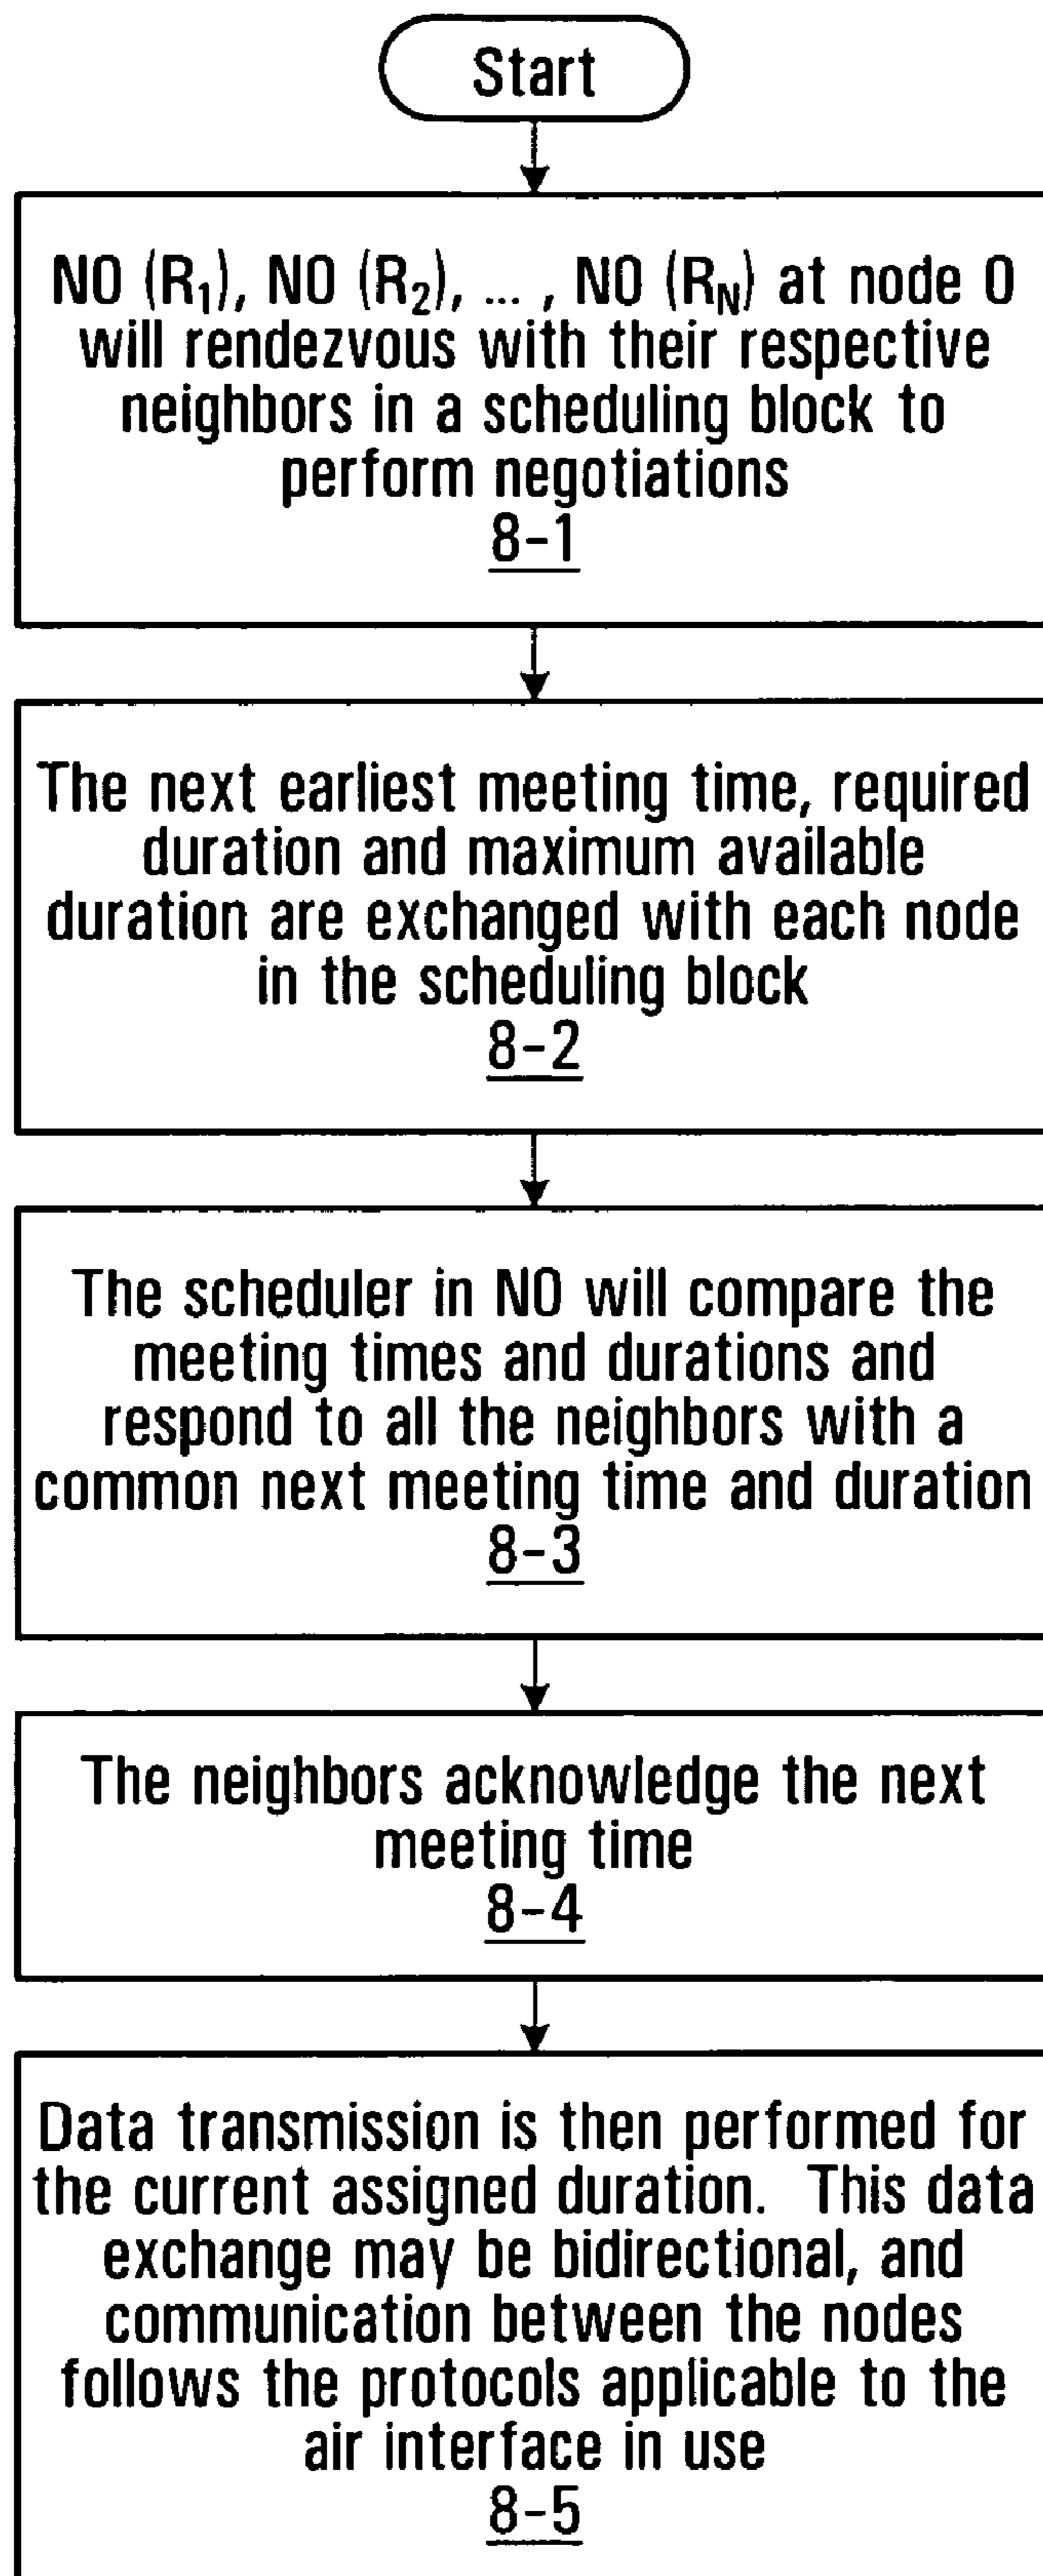 Start
NO (R₁), NO (R₂), ... , NO (R_N) at node 0
will rendezvous with their respective
neighbors in a scheduling block to
perform negotiations
8-1
The next earliest meeting time, required
duration and maximum available
duration are exchanged with each node
in the scheduling block
8-2
The scheduler in NO will compare the
meeting times and durations and
respond to all the neighbors with a
common next meeting time and duration
8-3
The neighbors acknowledge the next
meeting time
8-4
Data transmission is then performed for
the current assigned duration. This data
exchange may be bidirectional, and
communication between the nodes
follows the protocols applicable to the
air interface in use
8-5